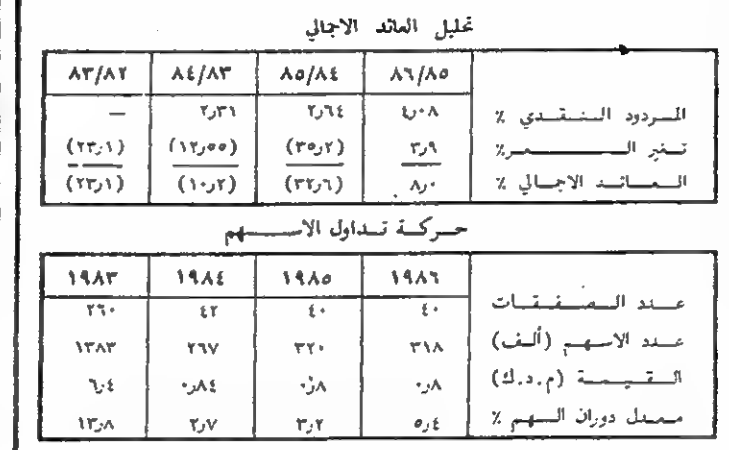 تحليل العائد الاجمالي
٨٦/٨٥ ٨٥/٨٤ ٨٤/٨٣ ٨٣/٨٢
المردود النقدي ٪ ٤٫٠٨ ٢٫٦٤ ٢٫٣١ —
تغير السعر٪ ٣٫٩ (٣٥٫٢) (١٢٫٥٥) (٢٣٫١)
العائد الاجمالي ٪ ٨٫٠ (٣٢٫٦) (١٠٫٢) (٢٣٫١)
حركة تداول الاسهم
١٩٨٦ ١٩٨٥ ١٩٨٤ ١٩٨٣
عدد الصفقات ٤٠ ٤٠ ٤٢ ٢٦٠
عدد الاسهم (ألف) ٣١٨ ٣٢٠ ٢٦٧ ١٣٨٣
القيمة (م.د.ك) ٠٫٨ ٠٫٨ ٠٫٨٤ ٦٫٤
معدل دوران السهم ٪ ٥٫٤ ٣٫٢ ٢٫٧ ١٣٫٨